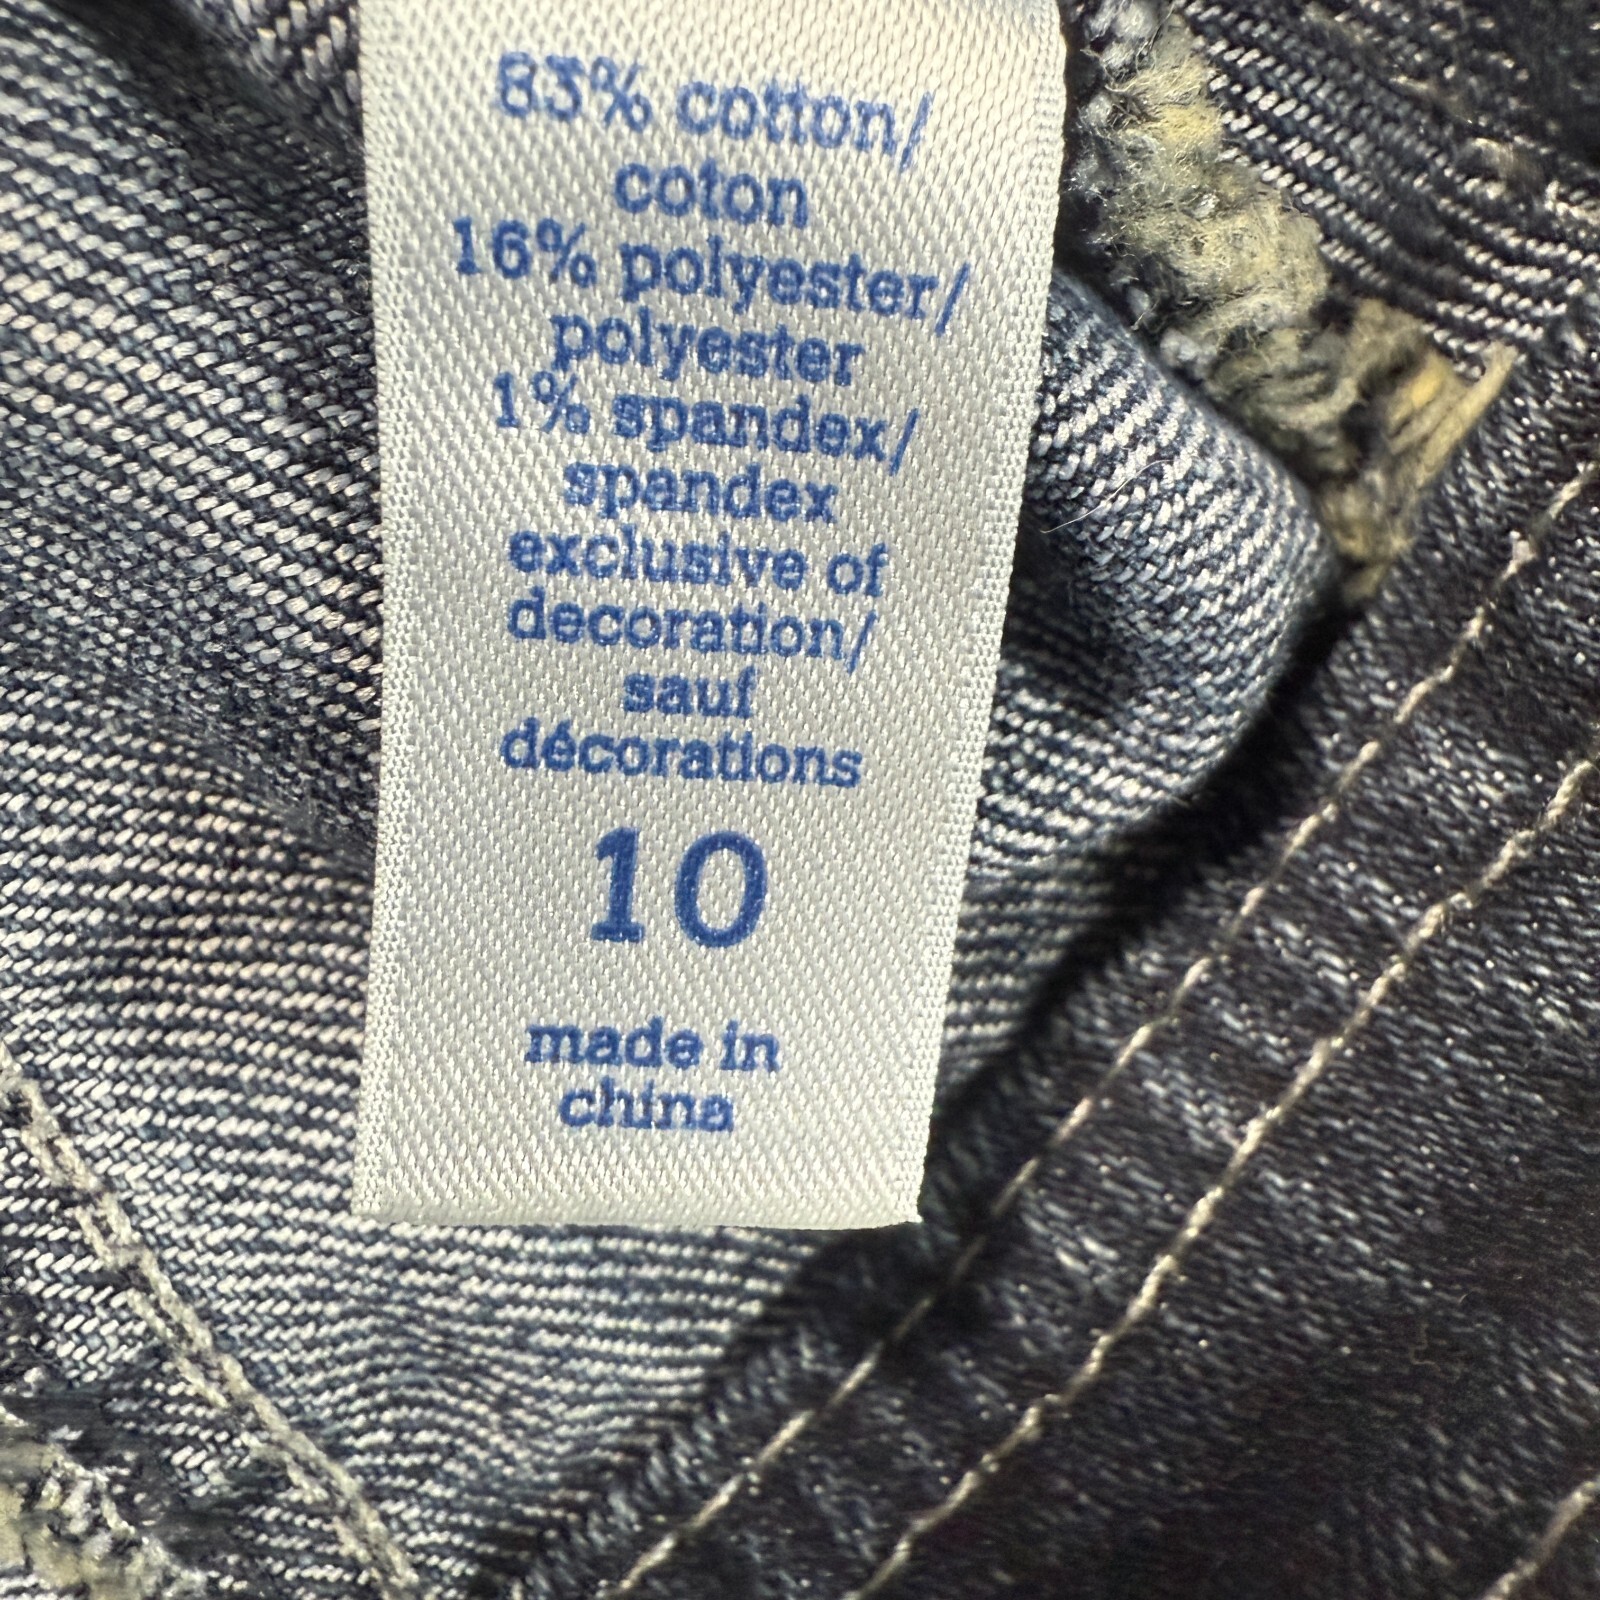 83% cotton/
coton
16% polyester/
polyester
1% spandex/
spandex
exclusive of
decoration/
sauf
décorations
10
made in
china